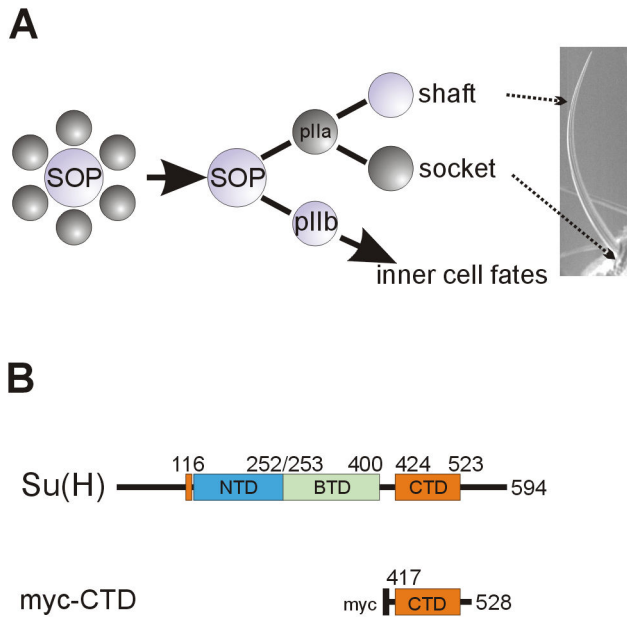 A
SOP
SOP
pIIa
pIIb
shaft
socket
inner cell fates
B
116 252/253 400 424 523
Su(H) NTD BTD CTD 594
417
myc-CTD myc CTD 528